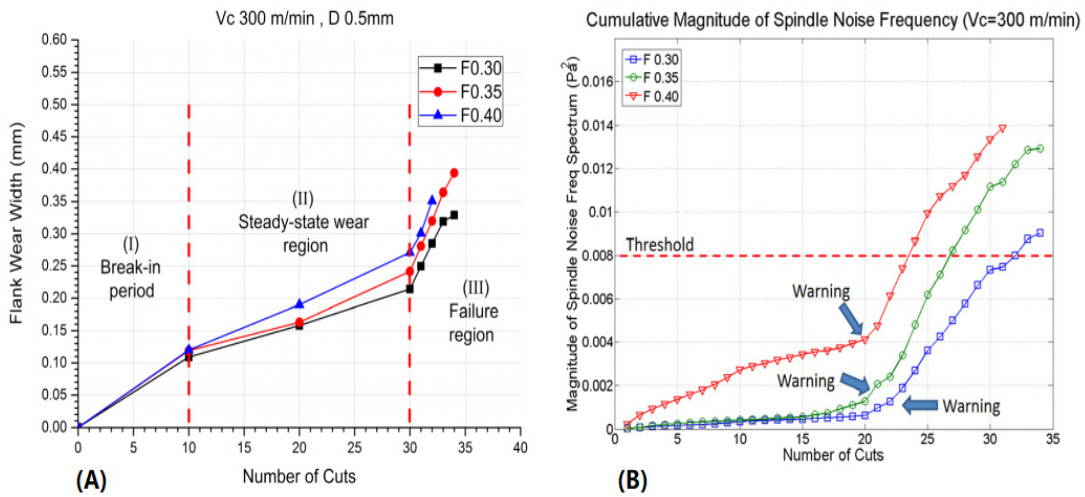 Vc 300 m/min , D 0.5mm
0.60
0.55
0.50
0.45
0.40
0.35
0.30
0.25
0.20
0.15
0.10
0.05
0.00
Flank Wear Width (mm)
F0.30
F0.35
F0.40
(I)
Break-in
period
(II)
Steady-state wear
region
(III)
Failure
region
0
5
10
15
20
25
30
35
40
Number of Cuts
(A)
Cumulative Magnitude of Spindle Noise Frequency (Vc=300 m/min)
0.016
0.014
0.012
0.01
0.008
0.006
0.004
0.002
0
Magnitude of Spindle Noise Freq Spectrum (Pa²)
F 0.30
F 0.35
F 0.40
Threshold
Warning
Warning
Warning
0
5
10
15
20
25
30
35
Number of Cuts
(B)